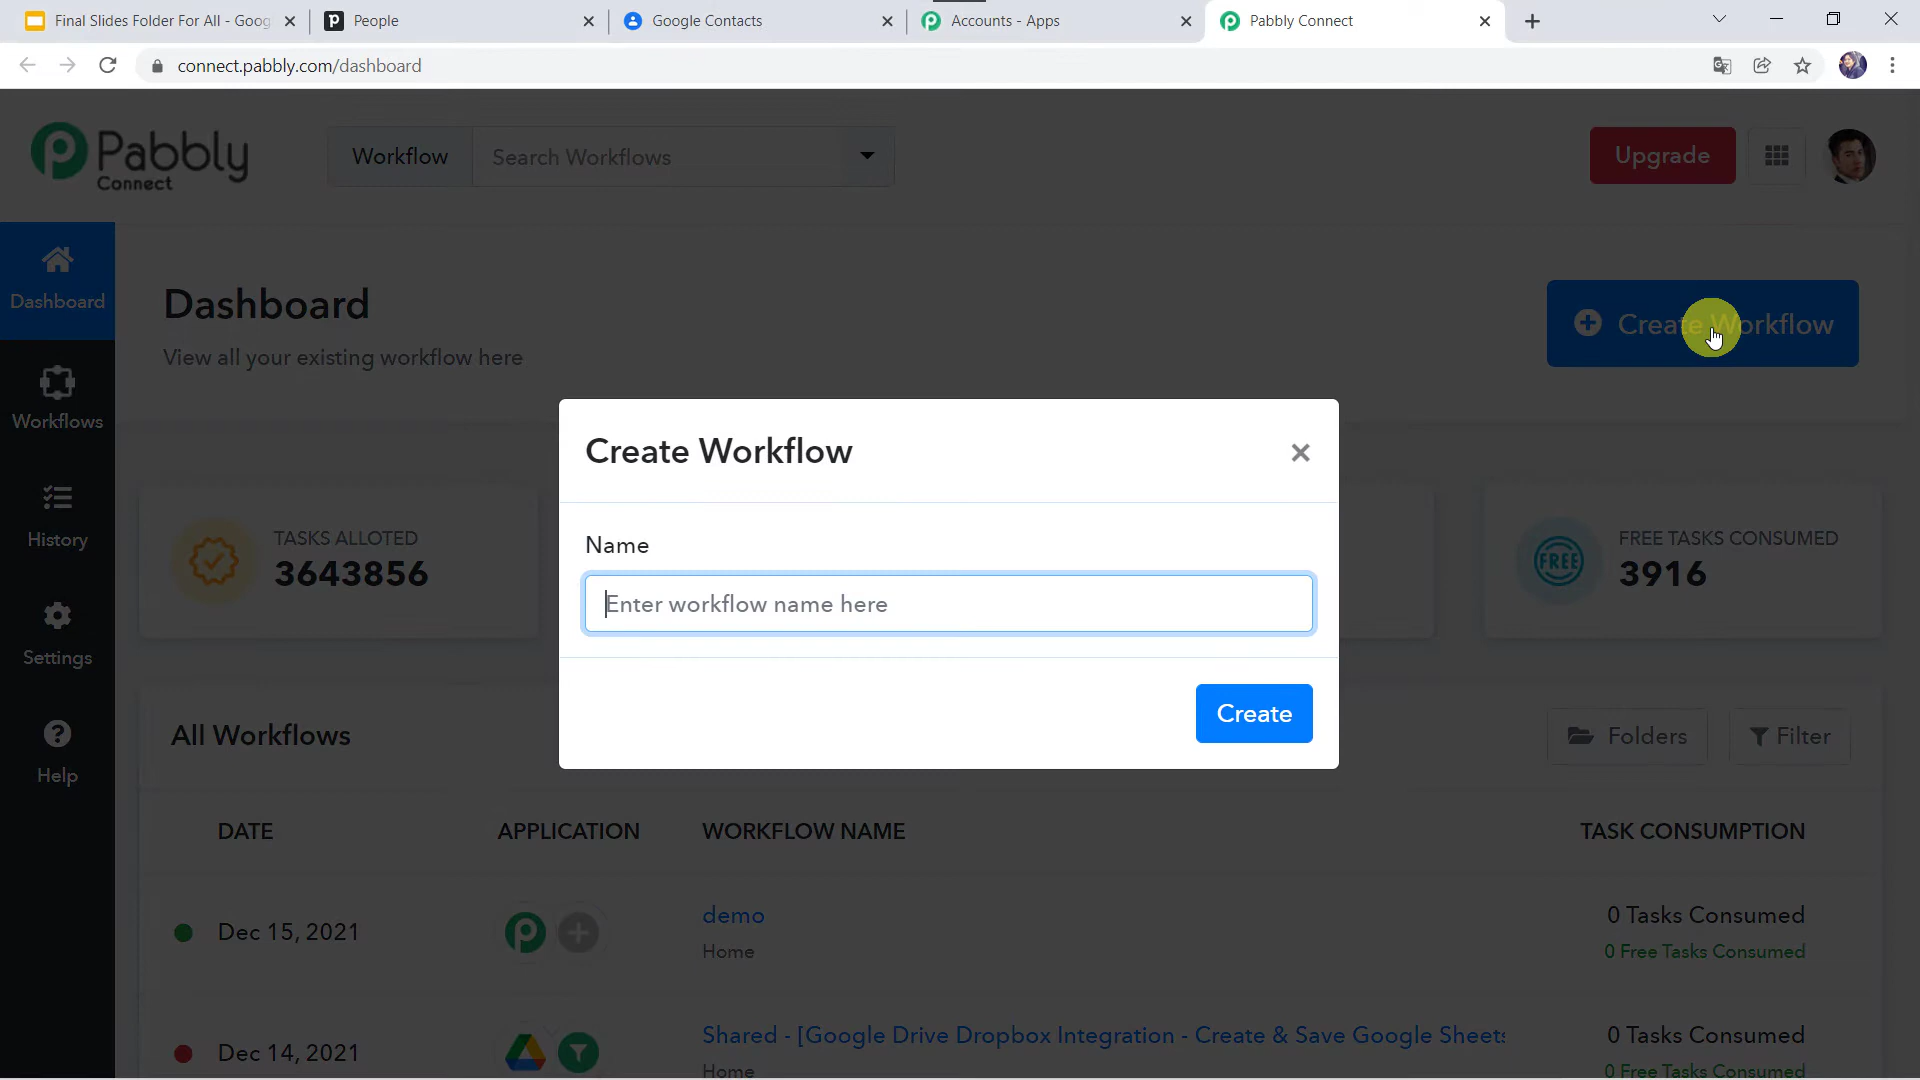 Final Slides Folder For All - Goog
People
Google Contacts
Accounts - Apps
Pabbly Connect
connect.pabbly.com/dashboard
Pabbly
Connect
Workflow
Search Workflows
Upgrade
Dashboard
Workflows
History
Settings
Help
Dashboard
View all your existing workflow here
Create Workflow
Create Workflow
Name
Enter workflow name here
Create
TASKS ALLOTED
3643856
FREE
FREE TASKS CONSUMED
3916
All Workflows
Folders
Filter
DATE APPLICATION WORKFLOW NAME TASK CONSUMPTION
Dec 15, 2021 demo 0 Tasks Consumed
Home 0 Free Tasks Consumed
Dec 14, 2021 Shared - [Google Drive Dropbox Integration - Create & Save Google Sheets 0 Tasks Consumed
Home 0 Free Tasks Consumed